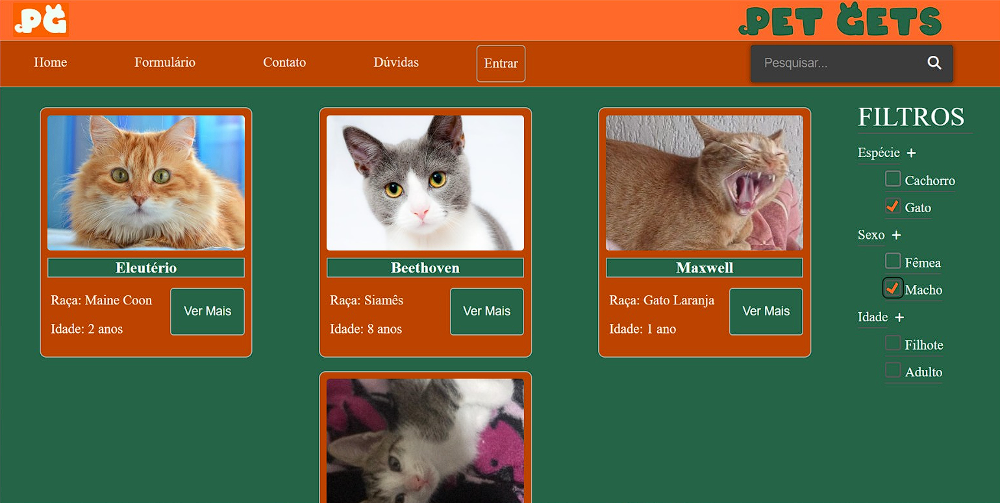 PG
PET GETS
Home
Formulário
Contato
Dúvidas
Entrar
Pesquisar...
Eleutério
Raça: Maine Coon
Idade: 2 anos
Ver Mais
Beethoven
Raça: Siamês
Idade: 8 anos
Ver Mais
Maxwell
Raça: Gato Laranja
Idade: 1 ano
Ver Mais
FILTROS
Espécie +
Cachorro
Gato
Sexo +
Fêmea
Macho
Idade +
Filhote
Adulto